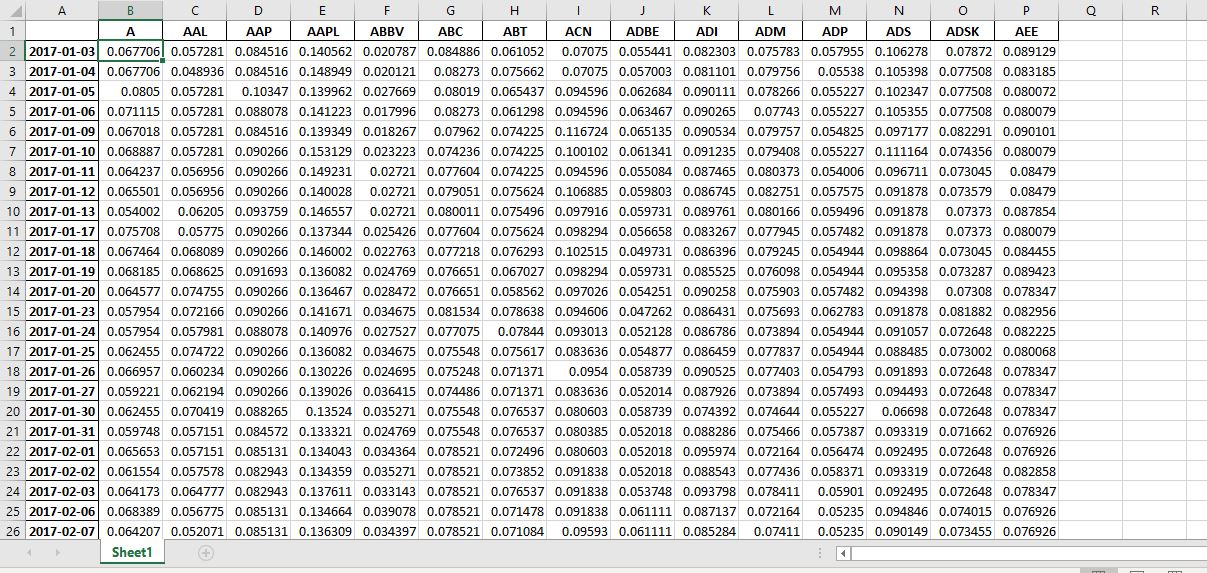 A B C D E F G H I J K L M N O P Q R
1 A AAL AAP AAPL ABBV ABC ABT ACN ADBE ADI ADM ADP ADS ADSK AEE
2 2017-01-03 0.067706 0.057281 0.084516 0.140562 0.020787 0.084886 0.061052 0.07075 0.055441 0.082303 0.075783 0.057955 0.106278 0.07872 0.089129
3 2017-01-04 0.067706 0.048936 0.084516 0.148949 0.020121 0.08273 0.075662 0.07075 0.057003 0.081101 0.079756 0.05538 0.105398 0.077508 0.083185
4 2017-01-05 0.0805 0.057281 0.10347 0.139962 0.027669 0.08019 0.065437 0.094596 0.062684 0.090111 0.078266 0.055227 0.102347 0.077508 0.080072
5 2017-01-06 0.071115 0.057281 0.088078 0.141223 0.017996 0.08273 0.061298 0.094596 0.063467 0.090265 0.07743 0.055227 0.105355 0.077508 0.080079
6 2017-01-09 0.067018 0.057281 0.084516 0.139349 0.018267 0.07962 0.074225 0.116724 0.065135 0.090534 0.079757 0.054825 0.097177 0.082291 0.090101
7 2017-01-10 0.068887 0.057281 0.090266 0.153129 0.023223 0.074236 0.074225 0.100102 0.061341 0.091235 0.079408 0.055227 0.111164 0.074356 0.080079
8 2017-01-11 0.064237 0.056956 0.090266 0.149231 0.02721 0.077604 0.074225 0.094596 0.055084 0.087465 0.080373 0.054006 0.096711 0.073045 0.08479
9 2017-01-12 0.065501 0.056956 0.090266 0.140028 0.02721 0.079051 0.075624 0.106885 0.059803 0.086745 0.082751 0.057575 0.091878 0.073579 0.08479
10 2017-01-13 0.054002 0.06205 0.093759 0.146557 0.02721 0.080011 0.075496 0.097916 0.059731 0.089761 0.080166 0.059496 0.091878 0.07373 0.087854
11 2017-01-17 0.075708 0.05775 0.090266 0.137344 0.025426 0.077604 0.075624 0.098294 0.056658 0.083267 0.077945 0.057482 0.091878 0.07373 0.080079
12 2017-01-18 0.067464 0.068089 0.090266 0.146002 0.022763 0.077218 0.076293 0.102515 0.049731 0.086396 0.079245 0.054944 0.098864 0.073045 0.084455
13 2017-01-19 0.068185 0.068625 0.091693 0.136082 0.024769 0.076651 0.067027 0.098294 0.059731 0.085525 0.076098 0.054944 0.095358 0.073287 0.089423
14 2017-01-20 0.064577 0.074755 0.090266 0.136467 0.028472 0.076651 0.058562 0.097026 0.054251 0.090258 0.075903 0.057482 0.094398 0.07308 0.078347
15 2017-01-23 0.057954 0.072166 0.090266 0.141671 0.034675 0.081534 0.078638 0.094606 0.047262 0.086431 0.075693 0.062783 0.091878 0.081882 0.082956
16 2017-01-24 0.057954 0.057981 0.088078 0.140976 0.027527 0.077075 0.07844 0.093013 0.052128 0.086786 0.073894 0.054944 0.091057 0.072648 0.082225
17 2017-01-25 0.062455 0.074722 0.090266 0.136082 0.034675 0.075548 0.075617 0.083636 0.054877 0.086459 0.077837 0.054944 0.088485 0.073002 0.080068
18 2017-01-26 0.066957 0.060234 0.090266 0.130226 0.024695 0.075248 0.071371 0.0954 0.058739 0.090525 0.077403 0.054793 0.091893 0.072648 0.078347
19 2017-01-27 0.059221 0.062194 0.090266 0.139026 0.036415 0.074486 0.071371 0.083636 0.052014 0.087926 0.073894 0.057493 0.094493 0.072648 0.078347
20 2017-01-30 0.062455 0.070419 0.088265 0.13524 0.035271 0.075548 0.076537 0.080603 0.058739 0.074392 0.074644 0.055227 0.06698 0.072648 0.078347
21 2017-01-31 0.059748 0.057151 0.084572 0.133321 0.024769 0.075548 0.076537 0.080385 0.052018 0.088286 0.075466 0.057387 0.093319 0.071662 0.076926
22 2017-02-01 0.065653 0.057151 0.085131 0.134043 0.034364 0.078521 0.072496 0.080603 0.052018 0.095974 0.072164 0.056474 0.092495 0.072648 0.076926
23 2017-02-02 0.061554 0.057578 0.082943 0.134359 0.035271 0.078521 0.073852 0.091838 0.052018 0.088543 0.077436 0.058371 0.093319 0.072648 0.082858
24 2017-02-03 0.064173 0.064777 0.082943 0.137611 0.033143 0.078521 0.076537 0.091838 0.053748 0.093798 0.078411 0.05901 0.092495 0.072648 0.078347
25 2017-02-06 0.068389 0.056775 0.085131 0.134664 0.039078 0.078521 0.071478 0.091838 0.061111 0.087137 0.072164 0.05235 0.094846 0.074015 0.076926
26 2017-02-07 0.064207 0.052071 0.085131 0.136309 0.034397 0.078521 0.071084 0.09593 0.061111 0.085284 0.07411 0.05235 0.090149 0.073455 0.076926
Sheet1